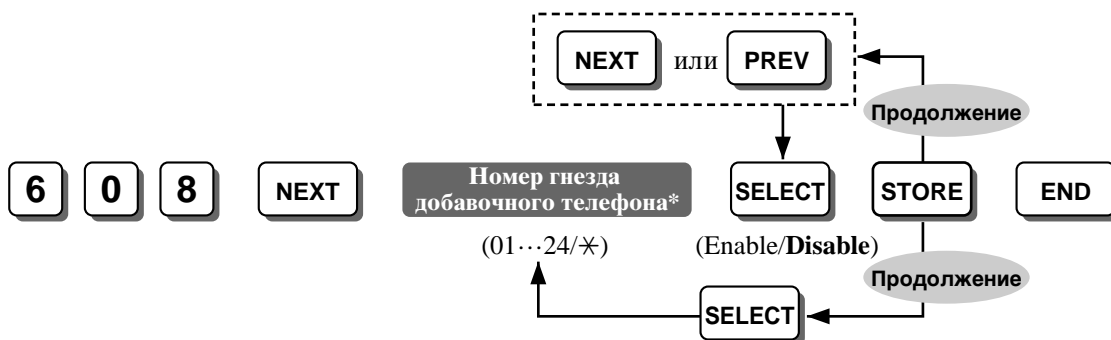 NEXT или PREV
Продолжение
6 0 8 NEXT
Номер гнезда
добавочного телефона*
SELECT STORE END
(01···24/✳) (Enable/Disable)
Продолжение
SELECT